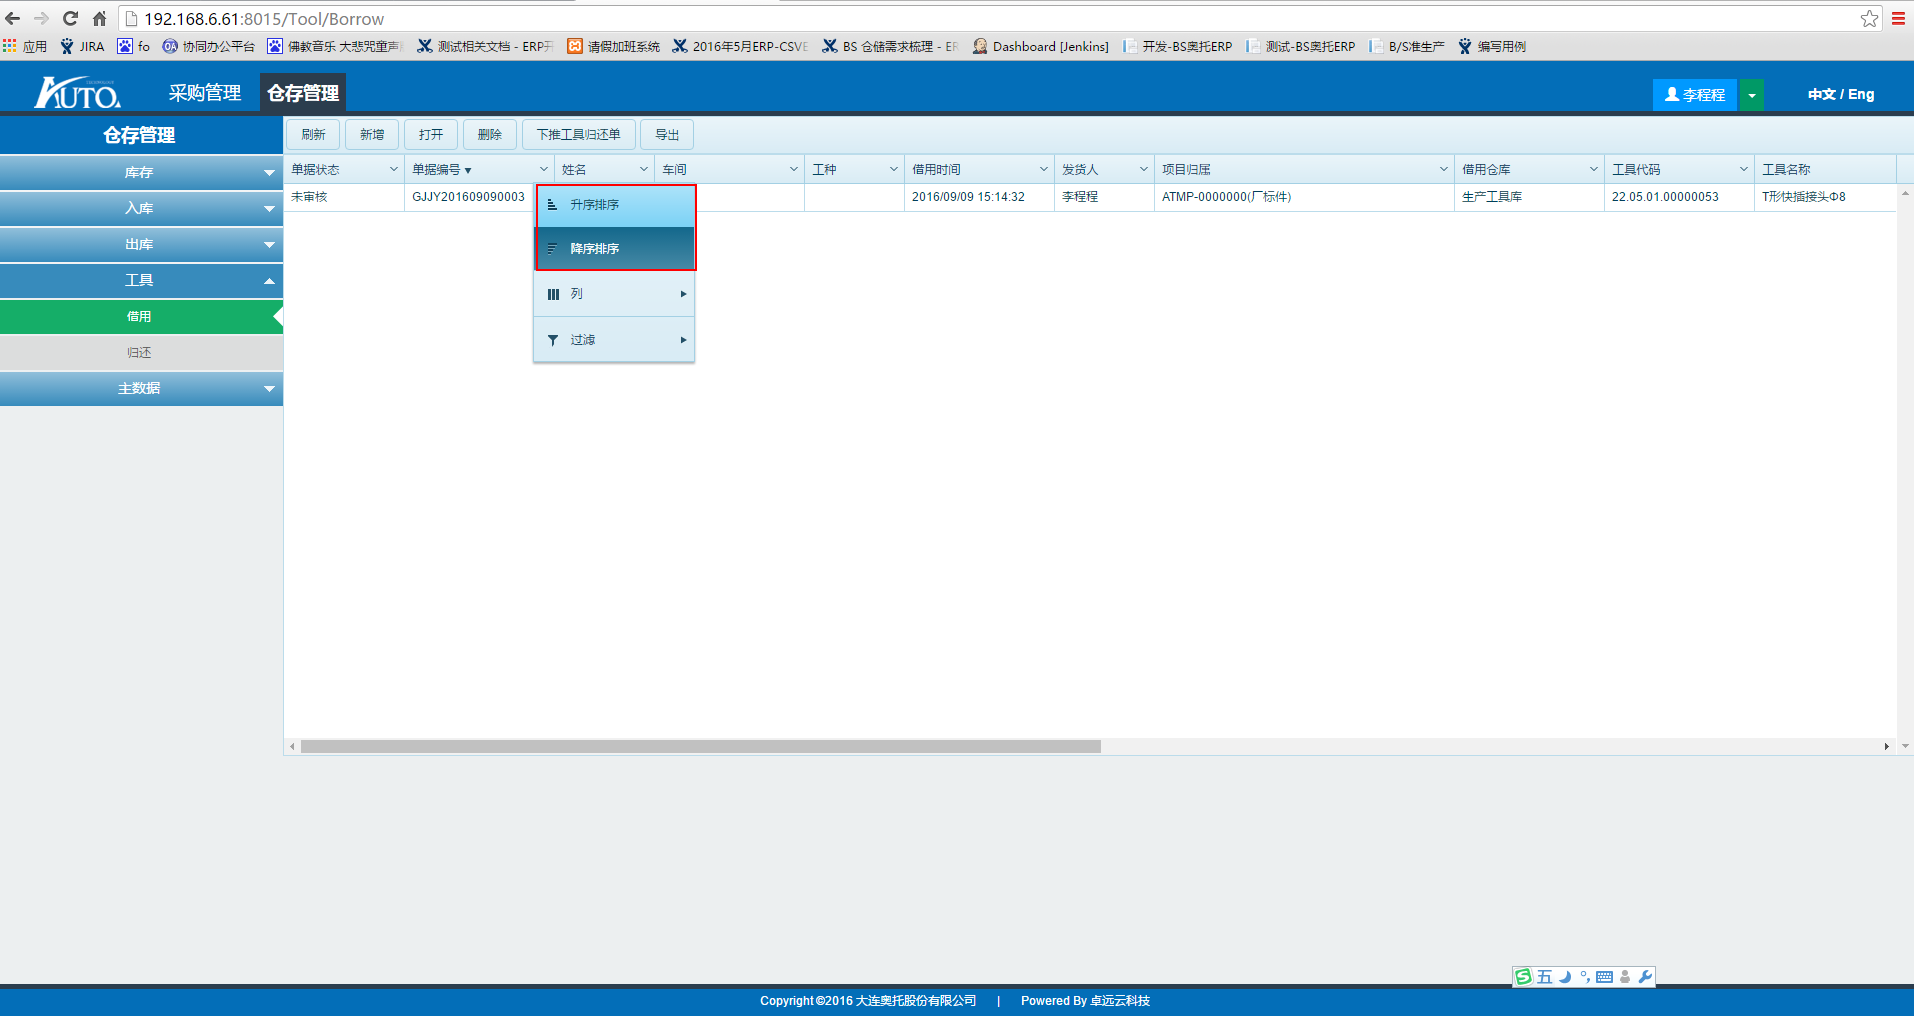 192.168.6.61:8015/Tool/Borrow
应用 JIRA fo 协同办公平台 佛教音乐 大悲咒童声 测试相关文档 - ERP开 请假加班系统 2016年5月ERP-CSVE BS 仓储需求梳理 - ER Dashboard [Jenkins] 开发-BS奥托ERP 测试-BS奥托ERP B/S准生产 编写用例
AUTO 采购管理 仓存管理 李程程 中文 / Eng
仓存管理
刷新 新增 打开 删除 下推工具归还单 导出
库存
入库
出库
工具
借用
归还
主数据
单据状态 单据编号 姓名 车间 工种 借用时间 发货人 项目归属 借用仓库 工具代码 工具名称
未审核 GJJY201609090003 2016/09/09 15:14:32 李程程 ATMP-0000000(厂标件) 生产工具库 22.05.01.00000053 T形快插接头Φ8
升序排序
降序排序
列
过滤
五
Copyright ©2016 大连奥托股份有限公司 | Powered By 卓远云科技